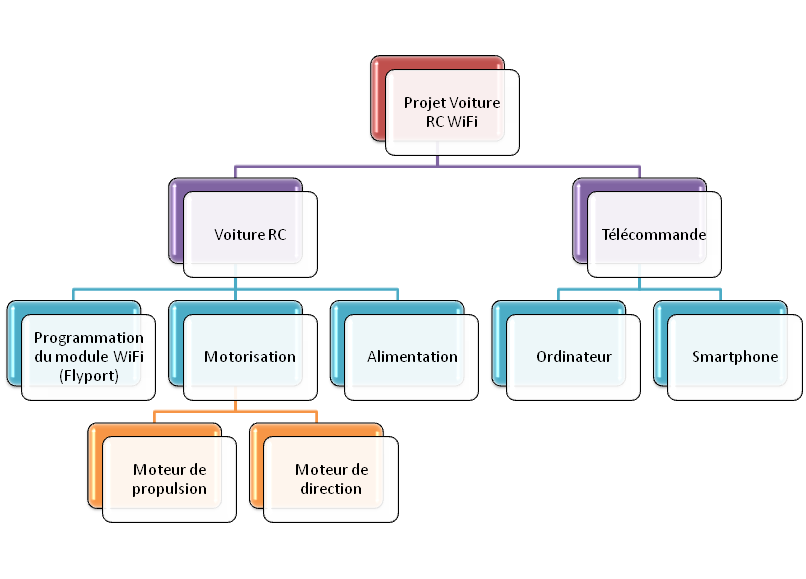 Projet Voiture
RC WiFi
Voiture RC
Télécommande
Programmation
du module WiFi
(Flyport)
Motorisation
Alimentation
Ordinateur
Smartphone
Moteur de
propulsion
Moteur de
direction